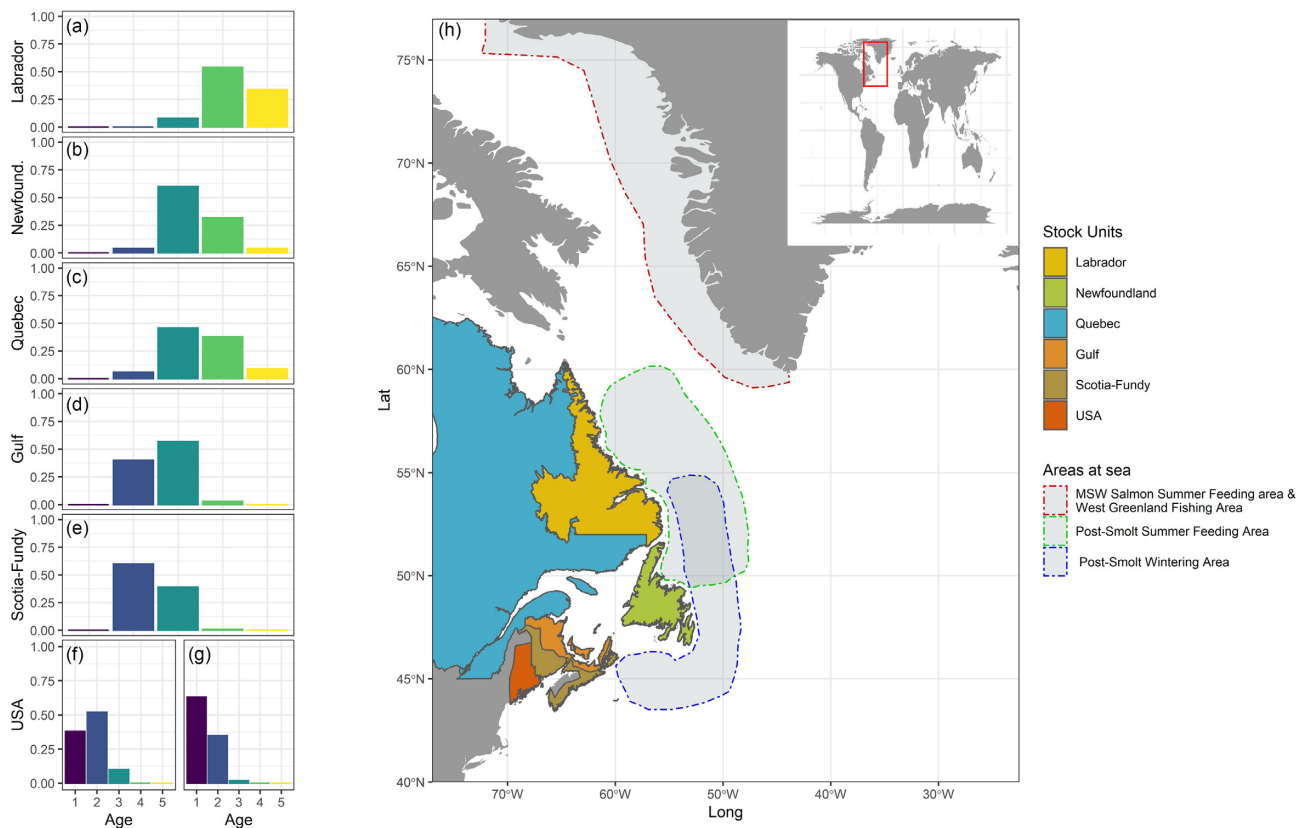 (a)
1.00
0.75
0.50
0.25
0.00
Labrador
(b)
1.00
0.75
0.50
0.25
0.00
Newfound.
(c)
1.00
0.75
0.50
0.25
0.00
Quebec
(d)
1.00
0.75
0.50
0.25
0.00
Gulf
(e)
1.00
0.75
0.50
0.25
0.00
Scotia-Fundy
(f)
(g)
1.00
0.75
0.50
0.25
0.00
USA
1 2 3 4 5
1 2 3 4 5
Age
Age
(h)
75°N
70°N
65°N
60°N
55°N
50°N
45°N
40°N
Lat
70°W 60°W 50°W 40°W 30°W
Long
Stock Units
Labrador
Newfoundland
Quebec
Gulf
Scotia-Fundy
USA
Areas at sea
MSW Salmon Summer Feeding area &
West Greenland Fishing Area
Post-Smolt Summer Feeding Area
Post-Smolt Wintering Area